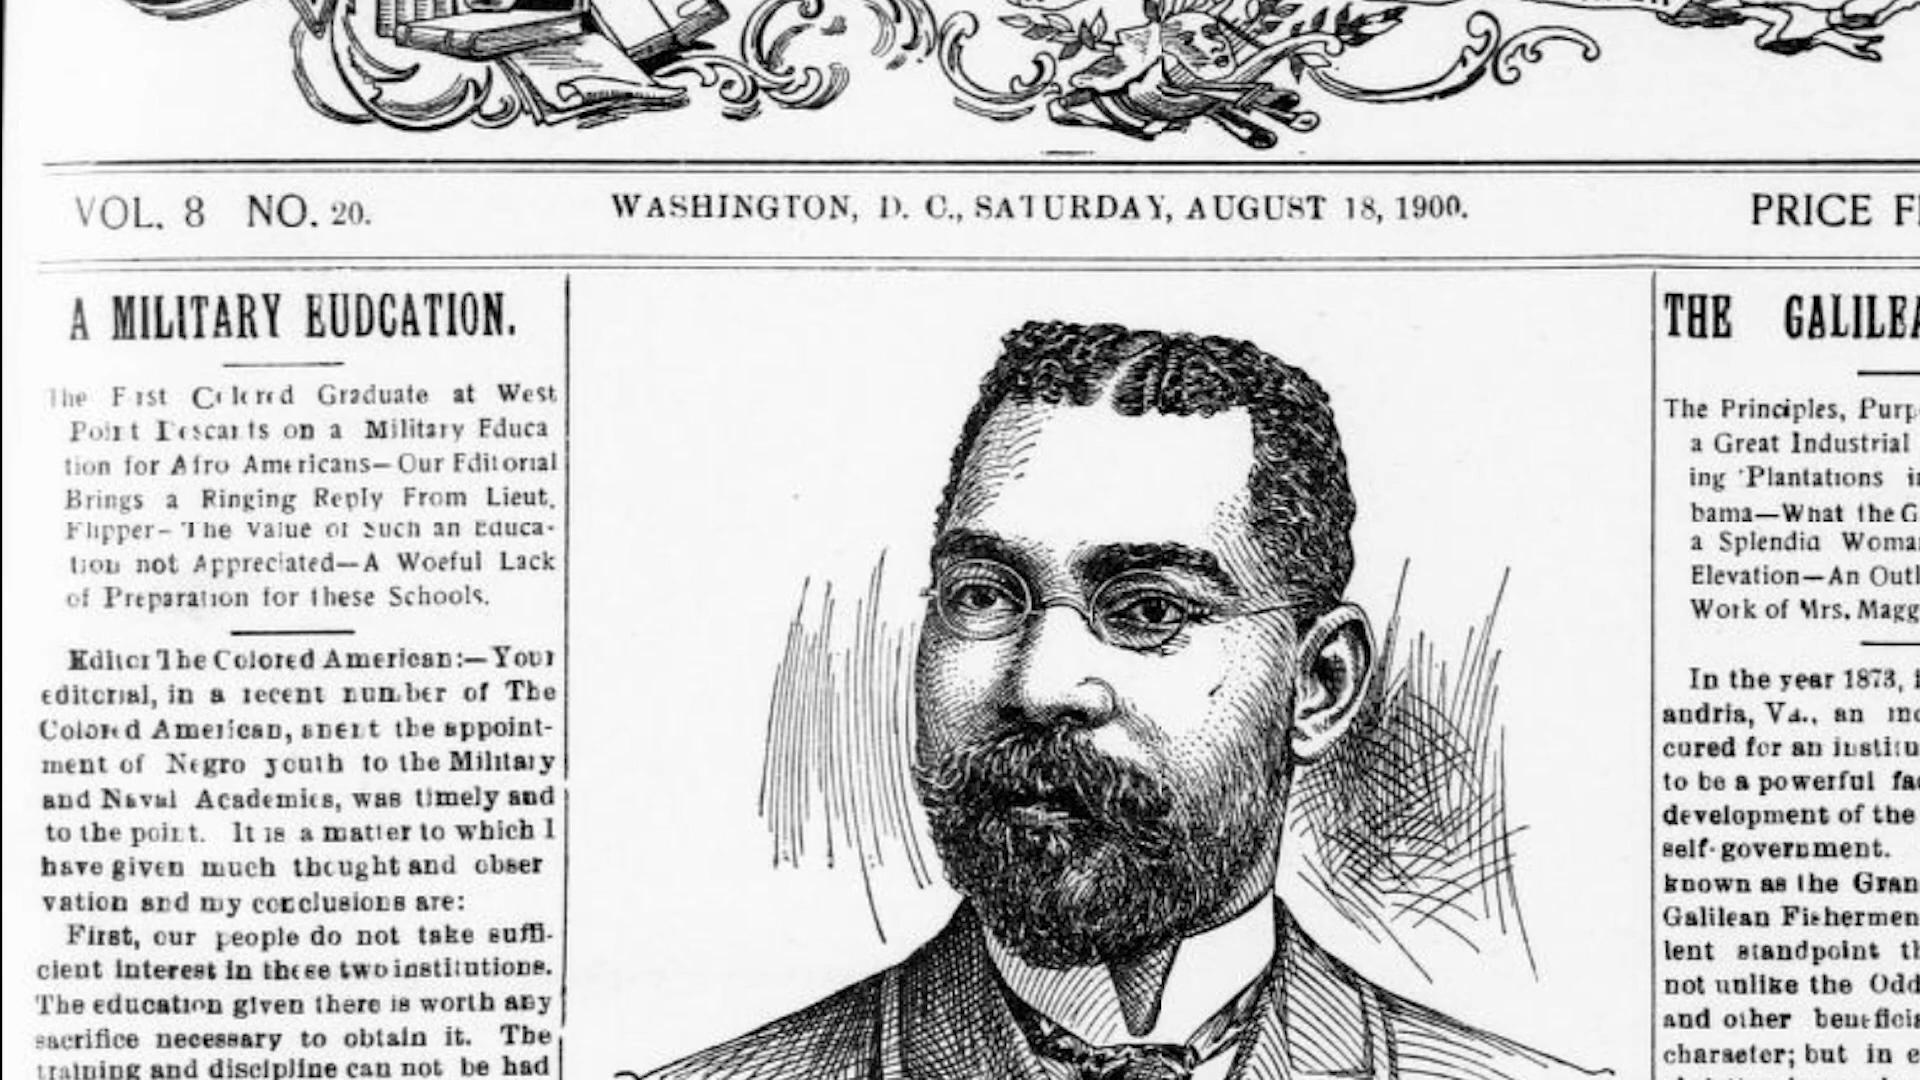 VOL. 8 NO. 20.
WASHINGTON, D. C., SATURDAY, AUGUST 18, 1900.
PRICE
A MILITARY EUDCATION.
The First Colored Graduate at West
Point Descants on a Military Educa
tion for Afro Americans—Our Editorial
Brings a Ringing Reply From Lieut.
Flipper—The Value of Such an Educa-
tion not Appreciated—A Woeful Lack
of Preparation for These Schools.
Editor The Colored American:—Your
editorial, in a recent number of The
Colored American, anent the appoint-
ment of Negro youth to the Military
and Naval Academies, was timely and
to the point. It is a matter to which I
have given much thought and obser
vation and my conclusions are:
First, our people do not take suffi-
cient interest in these two institutions.
The education given there is worth any
sacrifice necessary to obtain it. The
training and discipline can not be had
THE GALILEA
The Principles, Purp
a Great Industrial
ing 'Plantations in
bama—What the G
a Splendid Woma
Elevation—An Outl
Work of Mrs. Magg
In the year 1873, i
andria, Va., an inc
cured for an institu
to be a powerful fac
development of the
self-government.
known as the Gran
Galilean Fishermen
lent standpoint th
not unlike the Odd
and other beneficia
character; but in e